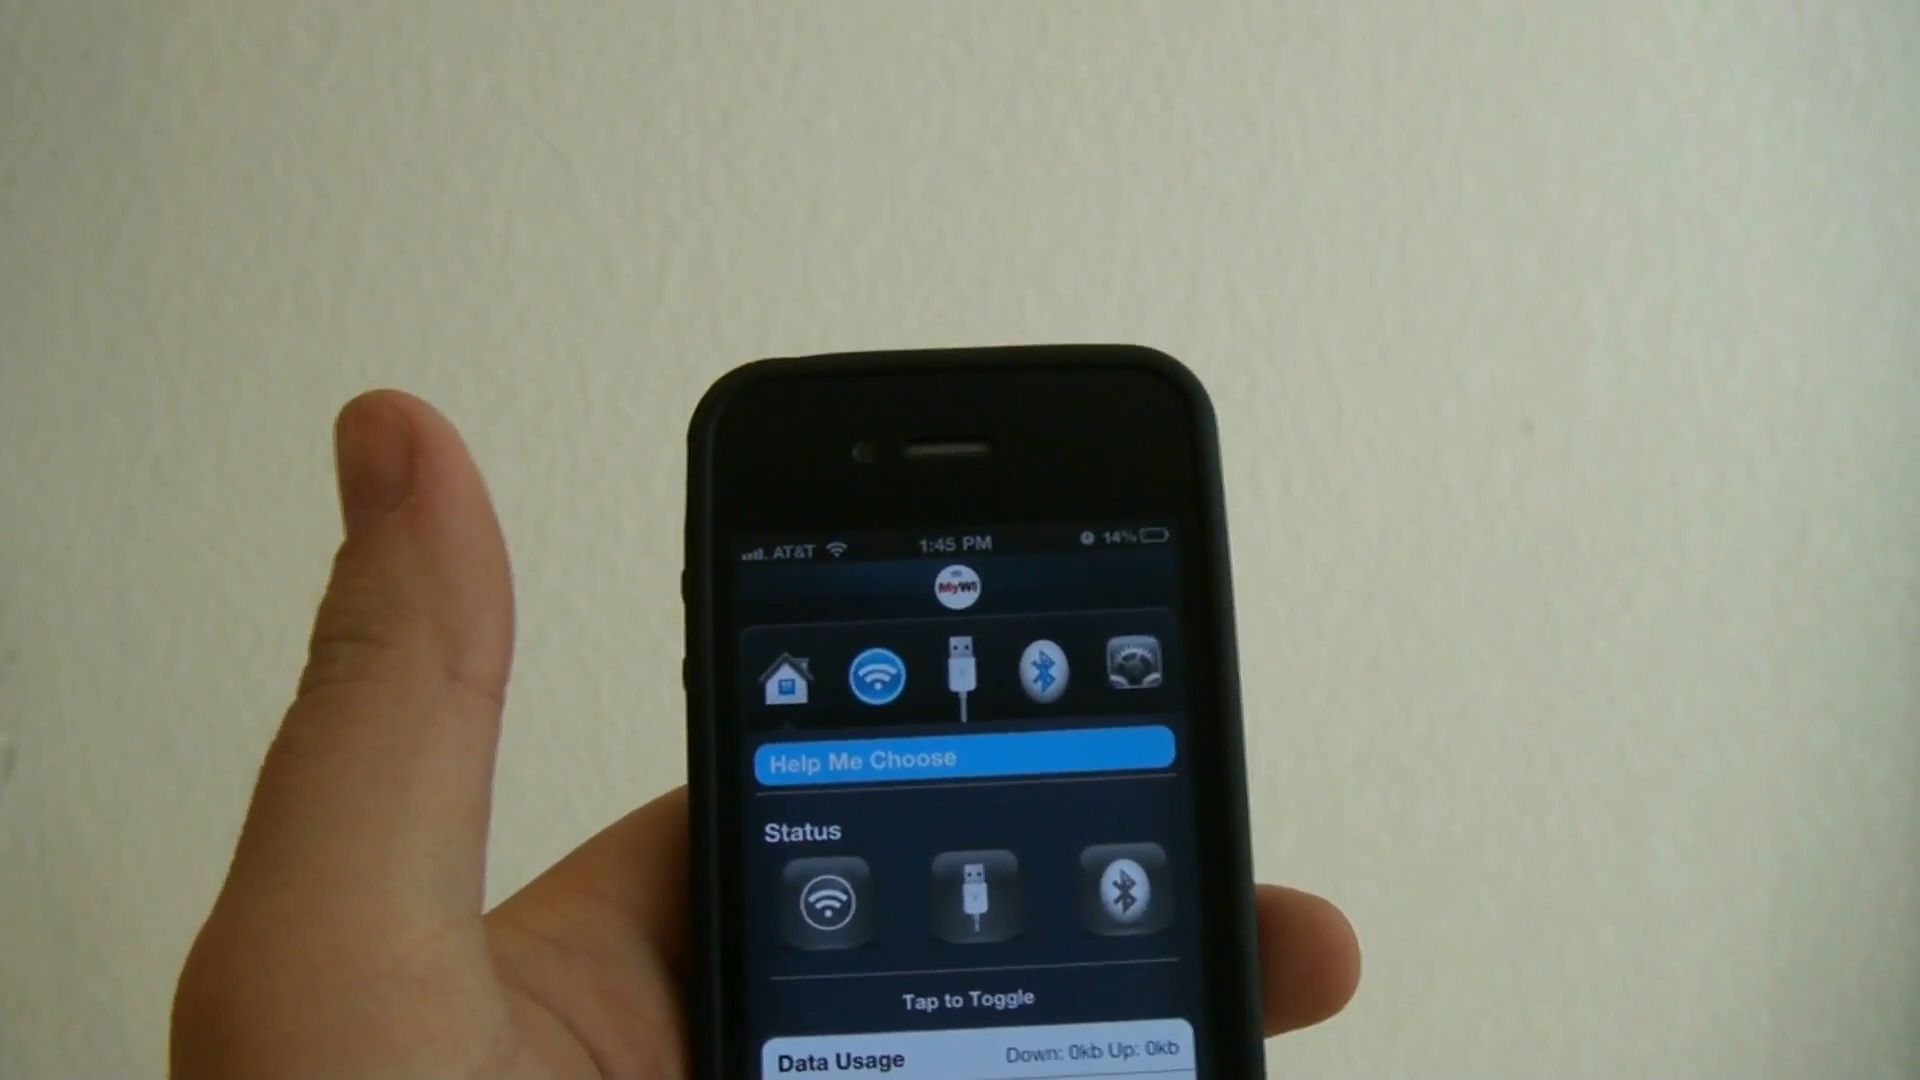 AT&T 1:45 PM 14%
MyWi
Help Me Choose
Status
Tap to Toggle
Data Usage Down: 0kb Up: 0kb